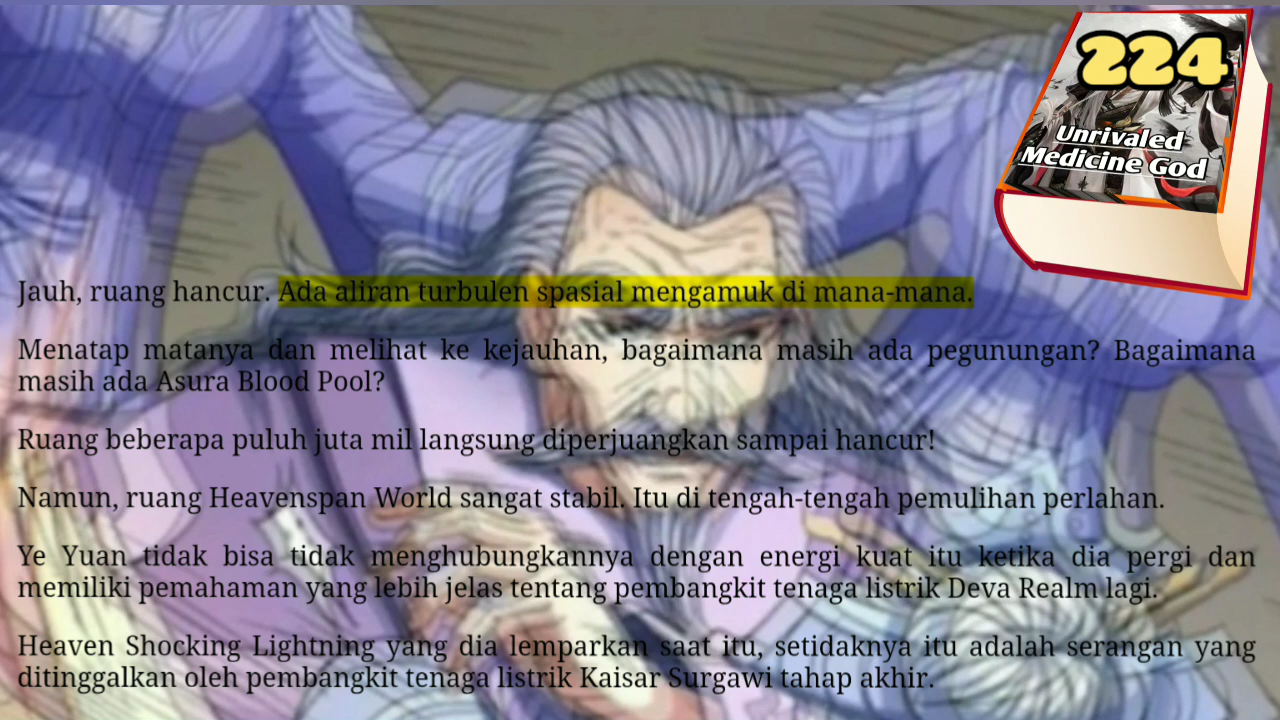 224
Unrivaled
Medicine God
Jauh, ruang hancur. Ada aliran turbulen spasial mengamuk di mana-mana.
Menatap matanya dan melihat ke kejauhan, bagaimana masih ada pegunungan? Bagaimana
masih ada Asura Blood Pool?
Ruang beberapa puluh juta mil langsung diperjuangkan sampai hancur!
Namun, ruang Heavenspan World sangat stabil. Itu di tengah-tengah pemulihan perlahan.
Ye Yuan tidak bisa tidak menghubungkannya dengan energi kuat itu ketika dia pergi dan
memiliki pemahaman yang lebih jelas tentang pembangkit tenaga listrik Deva Realm lagi.
Heaven Shocking Lightning yang dia lemparkan saat itu, setidaknya itu adalah serangan yang
ditinggalkan oleh pembangkit tenaga listrik Kaisar Surgawi tahap akhir.